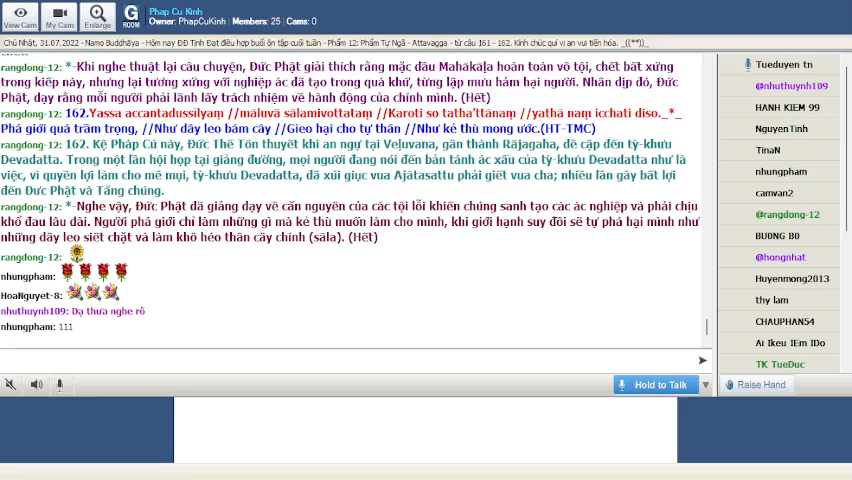 View Cam
My Cam
Enlarge
G
ROOM
Phap Cu Kinh
Owner: PhapCuKinh | Members: 25 | Cams: 0
Chủ Nhật, 31.07.2022 - Namo Buddhāya - Hôm nay ĐĐ Tịnh Đạt điều hợp buổi ôn tập cuối tuần - Phẩm 12: Phẩm Tự Ngã - Attavagga - từ câu 161 - 162. Kính chúc quí vị an vui tiến hóa. _((**))_
rangdong-12: *-Khi nghe thuật lại câu chuyện, Đức Phật giải thích rằng mặc dầu Mahākāḷa hoàn toàn vô tội, chết bất xứng
trong kiếp này, nhưng lại tương xứng với nghiệp ác đã tạo trong quá khứ, từng lập mưu hảm hại người. Nhân dịp đó, Đức
Phật, dạy rằng mỗi người phải lãnh lấy trách nhiệm về hành động của chính mình. (Hết)
rangdong-12: 162.Yassa accantadussilyaṃ //māluvā sālamivottataṃ //Karoti so tatha'ttānaṃ //yathā naṃ icchati diso._*_
Phá giới quá trầm trọng, //Như dây leo bám cây //Gieo hại cho tự thân //Như kẻ thù mong ước.(HT-TMC)
rangdong-12: 162. Kệ Pháp Cú này, Đức Thế Tôn thuyết khi an ngự tại Veḷuvana, gần thành Rājagaha, đề cập đến tỳ-khưu
Devadatta. Trong một lần hội họp tại giảng đường, mọi người đang nói đến bản tánh ác xấu của tỳ-khưu Devadatta như là
việc, vì quyền lợi làm cho mê muội, tỳ-khưu Devadatta, đã xúi giục vua Ajātasattu phải giết vua cha; nhiều lần gây bất lợi
đến Đức Phật và Tăng chúng.
rangdong-12: *-Nghe vậy, Đức Phật đã giảng dạy về căn nguyên của các tội lỗi khiến chúng sanh tạo các ác nghiệp và phải chịu
khổ đau lâu dài. Người phá giới chỉ làm những gì mà kẻ thù muốn làm cho mình, khi giới hạnh suy đồi sẽ tự phá hại mình như
những dây leo siết chặt và làm khô héo thân cây chính (sāla). (Hết)
rangdong-12:
nhungpham:
HoaNguyet-8:
nhuthuynh109: Dạ thưa nghe rõ
nhungpham: 111
Hold to Talk
Tueduyen tn
@nhuthuynh109
HANH KIEM 99
NguyenTinh
TinaN
nhungpham
camvan2
@rangdong-12
BU0NG B0
@hongnhat
Huyenmong2013
thy lam
CHAUPHAN54
Ai Ikeu IEm IDo
TK TueDuc
Raise Hand